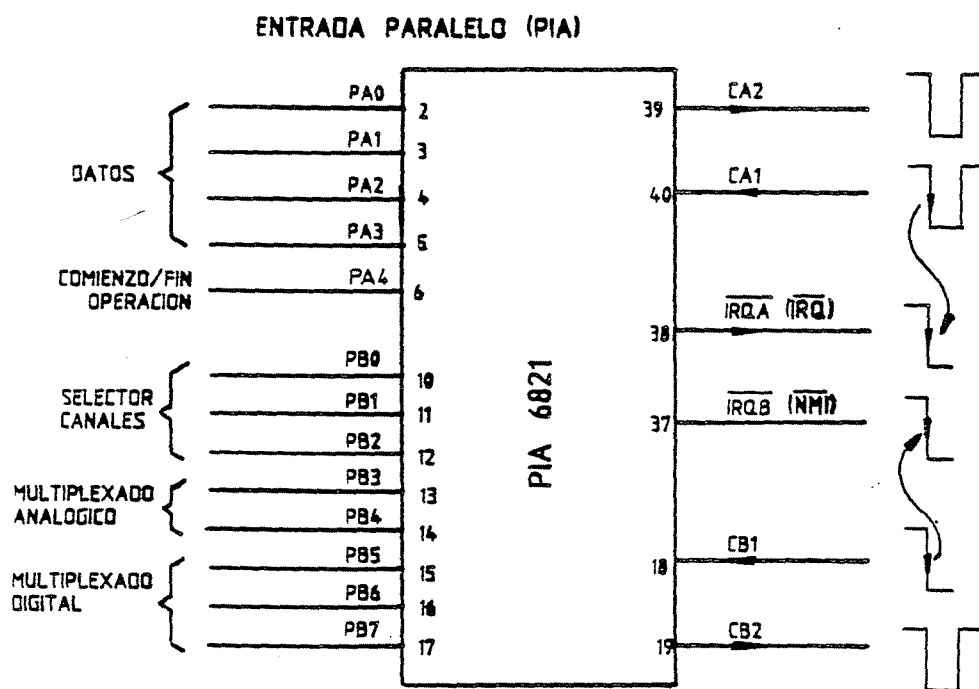 ENTRADA PARALELO (PIA)
PA0
2
39
CA2
PA1
3
DATOS
PA2
4
40
CA1
PA3
5
COMIENZO/FIN
OPERACION
PA4
6
38
IRQA (IRQ)
PB0
10
SELECTOR
CANALES
PB1
11
37
IRQB (NMI)
PB2
12
PIA 6821
MULTIPLEXADO
ANALOGICO
PB3
13
PB4
14
MULTIPLEXADO
DIGITAL
PB5
15
18
CB1
PB6
16
PB7
17
19
CB2